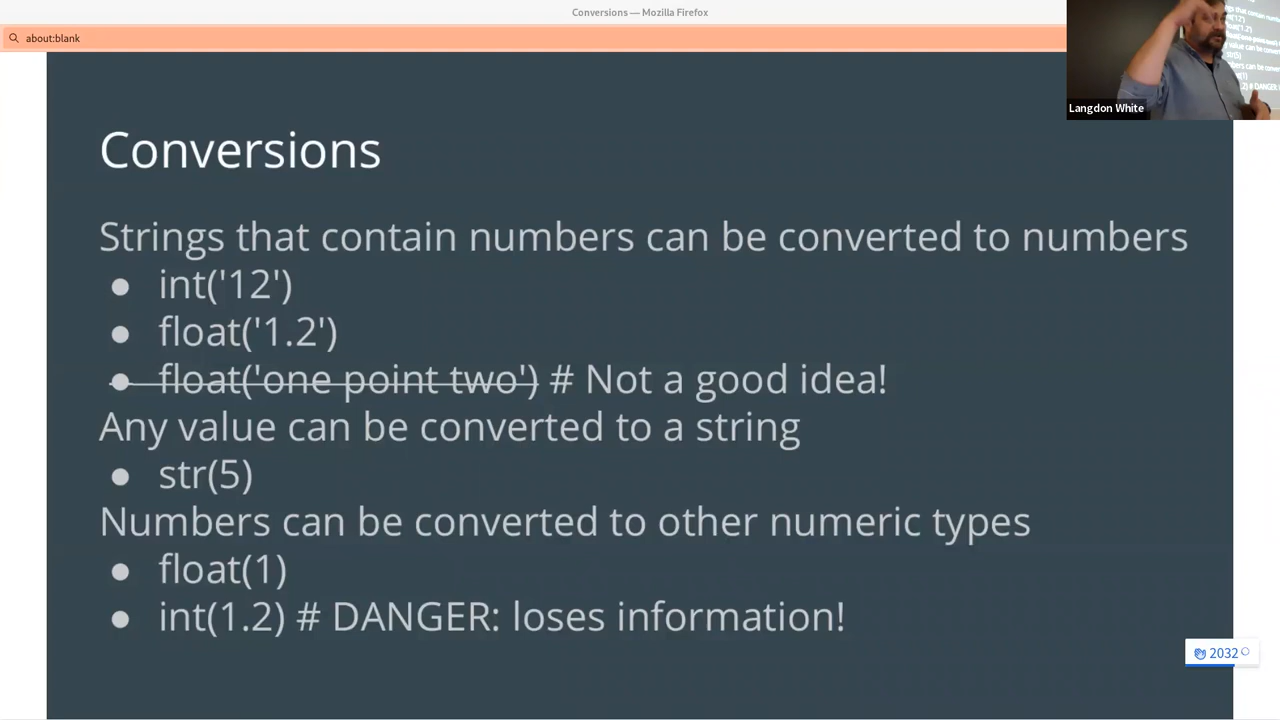 Conversions — Mozilla Firefox
about:blank
Langdon White
Conversions
Strings that contain numbers can be converted to numbers
● int('12')
● float('1.2')
● float('one point two') # Not a good idea!
Any value can be converted to a string
● str(5)
Numbers can be converted to other numeric types
● float(1)
● int(1.2) # DANGER: loses information!
2032